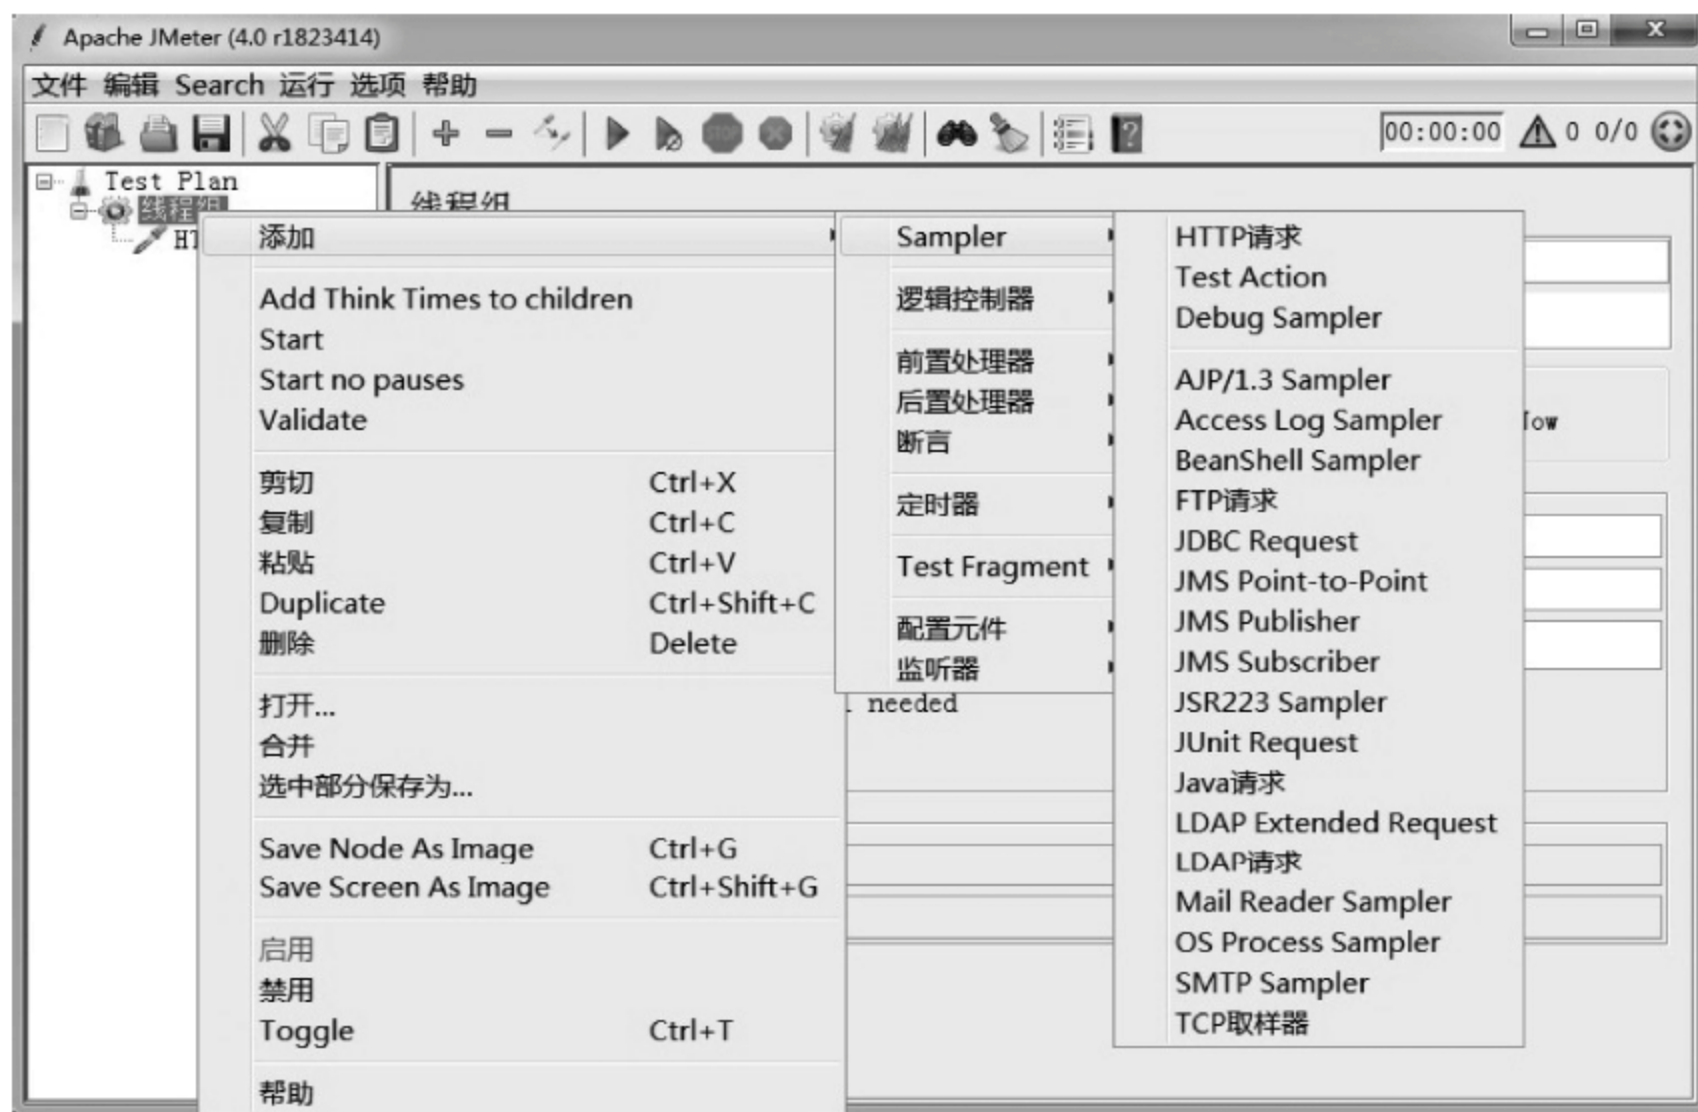 Apache JMeter (4.0 r1823414)
文件 编辑 Search 运行 选项 帮助
00:00:00 0 0/0
Test Plan
线程组
线程组
添加
Add Think Times to children
Start
Start no pauses
Validate
剪切 Ctrl+X
复制 Ctrl+C
粘贴 Ctrl+V
Duplicate Ctrl+Shift+C
删除 Delete
打开...
合并
选中部分保存为...
Save Node As Image Ctrl+G
Save Screen As Image Ctrl+Shift+G
启用
禁用
Toggle Ctrl+T
帮助
Sampler
逻辑控制器
前置处理器
后置处理器
断言
定时器
Test Fragment
配置元件
监听器
needed
HTTP请求
Test Action
Debug Sampler
AJP/1.3 Sampler
Access Log Sampler
BeanShell Sampler
FTP请求
JDBC Request
JMS Point-to-Point
JMS Publisher
JMS Subscriber
JSR223 Sampler
JUnit Request
Java请求
LDAP Extended Request
LDAP请求
Mail Reader Sampler
OS Process Sampler
SMTP Sampler
TCP取样器